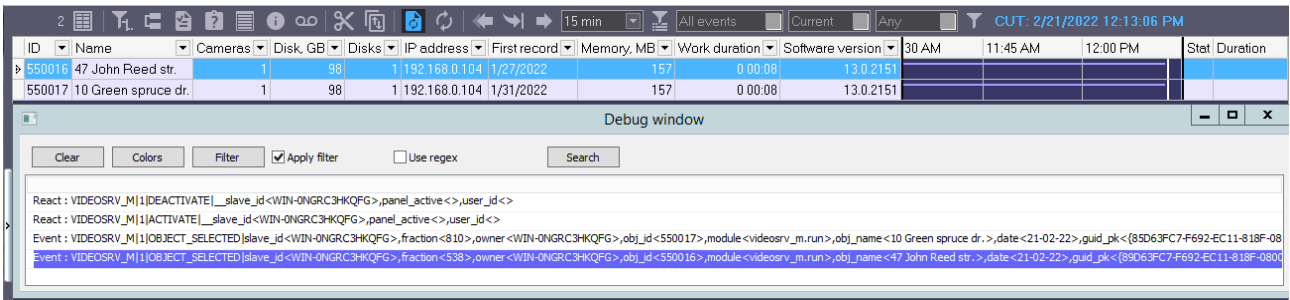 2 15 min All events Current Any CUT: 2/21/2022 12:13:06 PM
ID Name Cameras Disk, GB Disks IP address First record Memory, MB Work duration Software version 30 AM 11:45 AM 12:00 PM Stat Duration
550016 47 John Reed str. 1 98 1 192.168.0.104 1/27/2022 157 0 00:08 13.0.2151
550017 10 Green spruce dr. 1 98 1 192.168.0.104 1/31/2022 157 0 00:08 13.0.2151
Debug window
Clear Colors Filter Apply filter Use regex Search
React : VIDEOSRV_M|1|DEACTIVATE|__slave_id<WIN-0NGRC3HKQFG>,panel_active<>,user_id<>
React : VIDEOSRV_M|1|ACTIVATE|__slave_id<WIN-0NGRC3HKQFG>,panel_active<>,user_id<>
Event : VIDEOSRV_M|1|OBJECT_SELECTED|slave_id<WIN-0NGRC3HKQFG>,fraction<810>,owner<WIN-0NGRC3HKQFG>,obj_id<550017>,module<videosrv_m.run>,obj_name<10 Green spruce dr.>,date<21-02-22>,guid_pk<{85D63FC7-F692-EC11-818F-08
Event : VIDEOSRV_M|1|OBJECT_SELECTED|slave_id<WIN-0NGRC3HKQFG>,fraction<538>,owner<WIN-0NGRC3HKQFG>,obj_id<550016>,module<videosrv_m.run>,obj_name<47 John Reed str.>,date<21-02-22>,guid_pk<{89D63FC7-F692-EC11-818F-0800